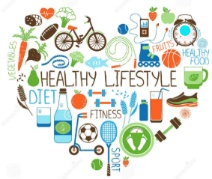 VEGETABLES
FRUITS
HEALTHY
FOOD
HEALTHY LIFESTYLE
DIET
FITNESS
SPORT